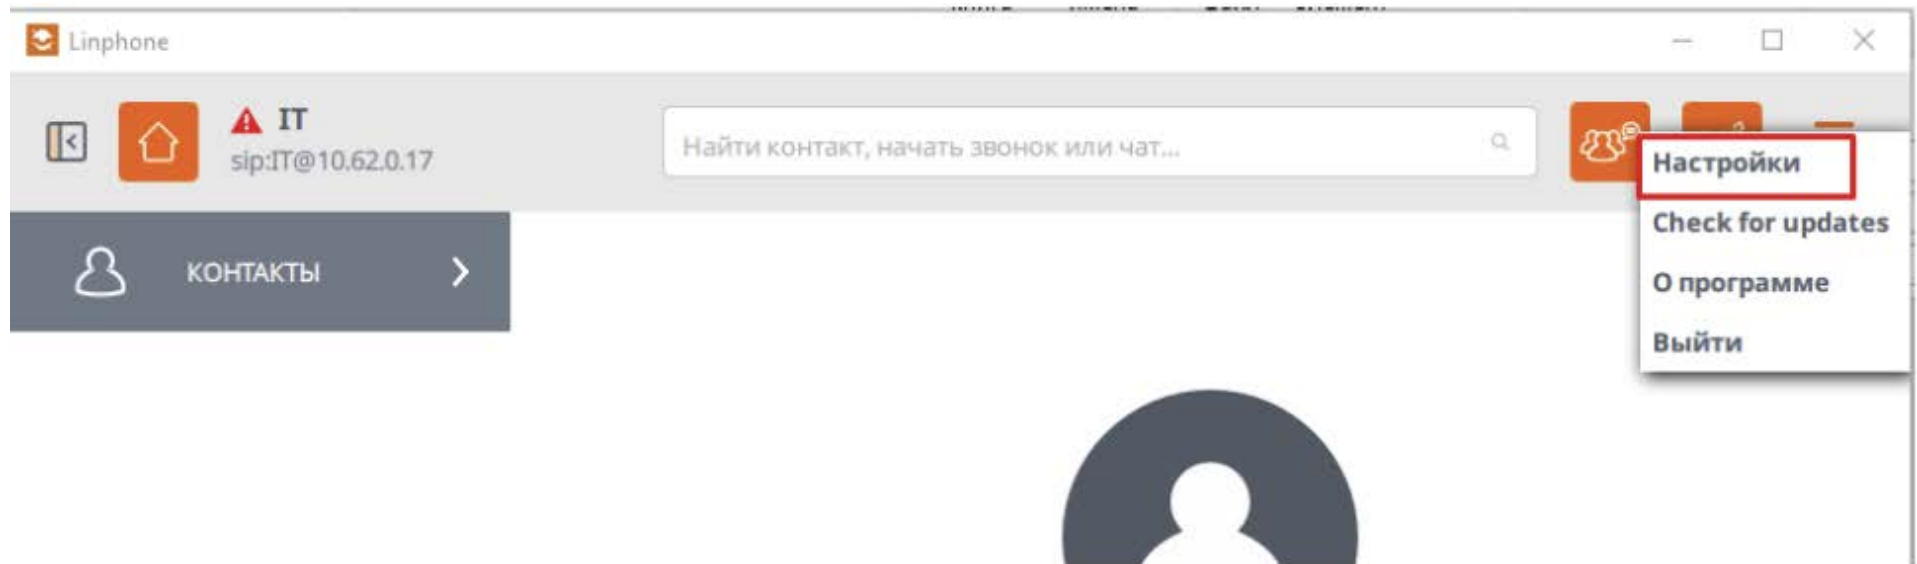 Linphone
IT
sip:IT@10.62.0.17
Найти контакт, начать звонок или чат...
Настройки
Check for updates
О программе
Выйти
КОНТАКТЫ